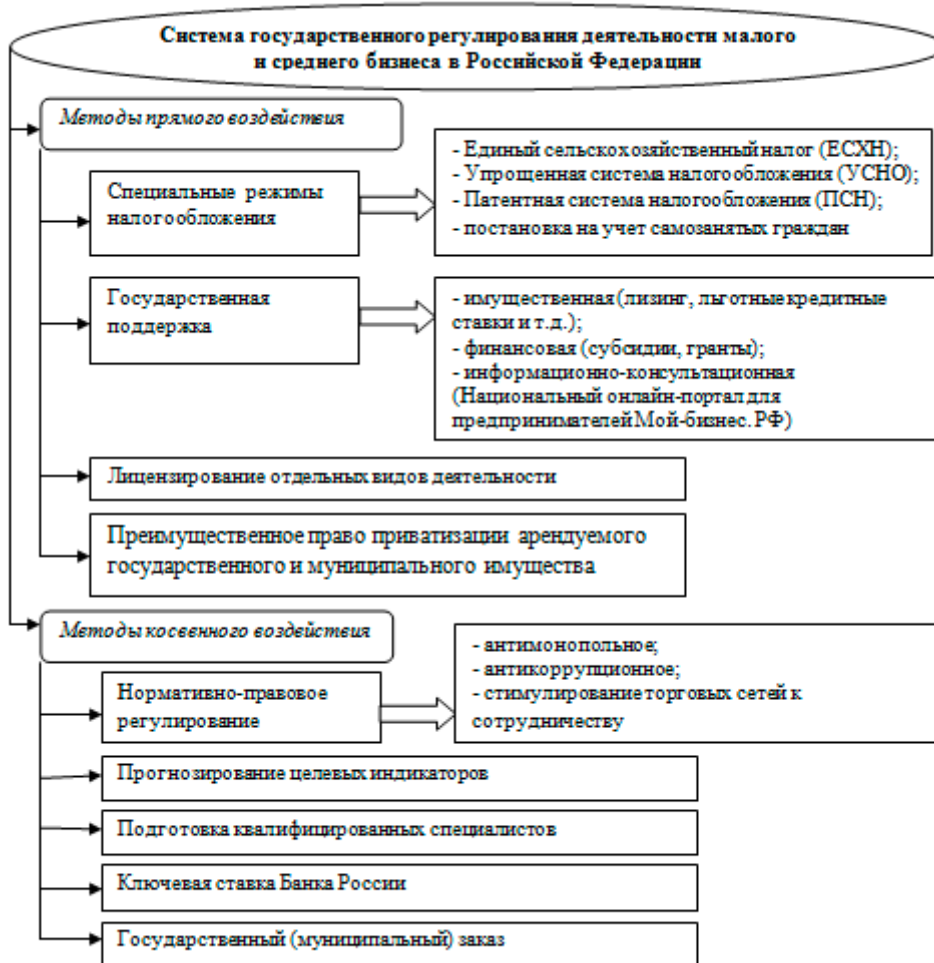 Система государственного регулирования деятельности малого
и среднего бизнеса в Российской Федерации
Методы прямого воздействия
Специальные режимы
налогообложения
- Единый сельскохозяйственный налог (ЕСХН);
- Упрощенная система налогообложения (УСНО);
- Патентная система налогообложения (ПСН);
- постановка на учет самозанятых граждан
Государственная
поддержка
- имущественная (лизинг, льготные кредитные
ставки и т.д.);
- финансовая (субсидии, гранты);
- информационно-консультационная
(Национальный онлайн-портал для
предпринимателей Мой-бизнес.РФ)
Лицензирование отдельных видов деятельности
Преимущественное право приватизации арендуемого
государственного и муниципального имущества
Методы косвенного воздействия
Нормативно-правовое
регулирование
- антимонопольное;
- антикоррупционное;
- стимулирование торговых сетей к
сотрудничеству
Прогнозирование целевых индикаторов
Подготовка квалифицированных специалистов
Ключевая ставка Банка России
Государственный (муниципальный) заказ